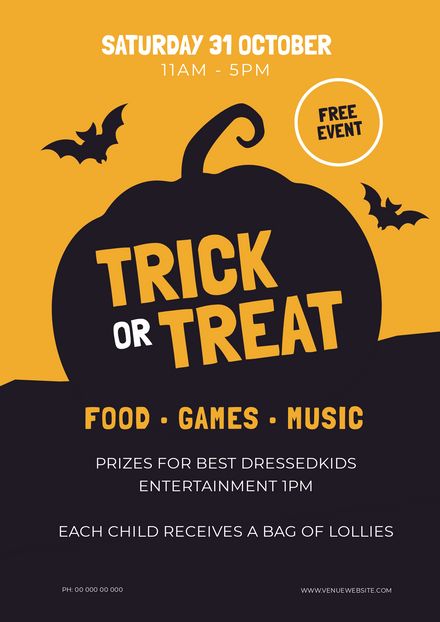 SATURDAY 31 OCTOBER
11AM - 5PM
FREE
EVENT
TRICK
OR TREAT
FOOD • GAMES • MUSIC
PRIZES FOR BEST DRESSEDKIDS
ENTERTAINMENT 1PM
EACH CHILD RECEIVES A BAG OF LOLLIES
PH: 00 000 00 000
WWW.VENUEWEBSITE.COM